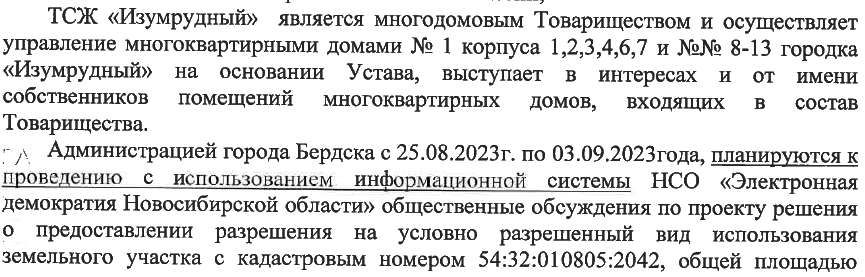 ТСЖ «Изумрудный» является многодомовым Товариществом и осуществляет
управление многоквартирными домами № 1 корпуса 1,2,3,4,6,7 и №№ 8-13 городка
«Изумрудный» на основании Устава, выступает в интересах и от имени
собственников помещений многоквартирных домов, входящих в состав
Товарищества.
Администрацией города Бердска с 25.08.2023г. по 03.09.2023года, планируются к
проведению с использованием информационной системы НСО «Электронная
демократия Новосибирской области» общественные обсуждения по проекту решения
о предоставлении разрешения на условно разрешенный вид использования
земельного участка с кадастровым номером 54:32:010805:2042, общей площадью